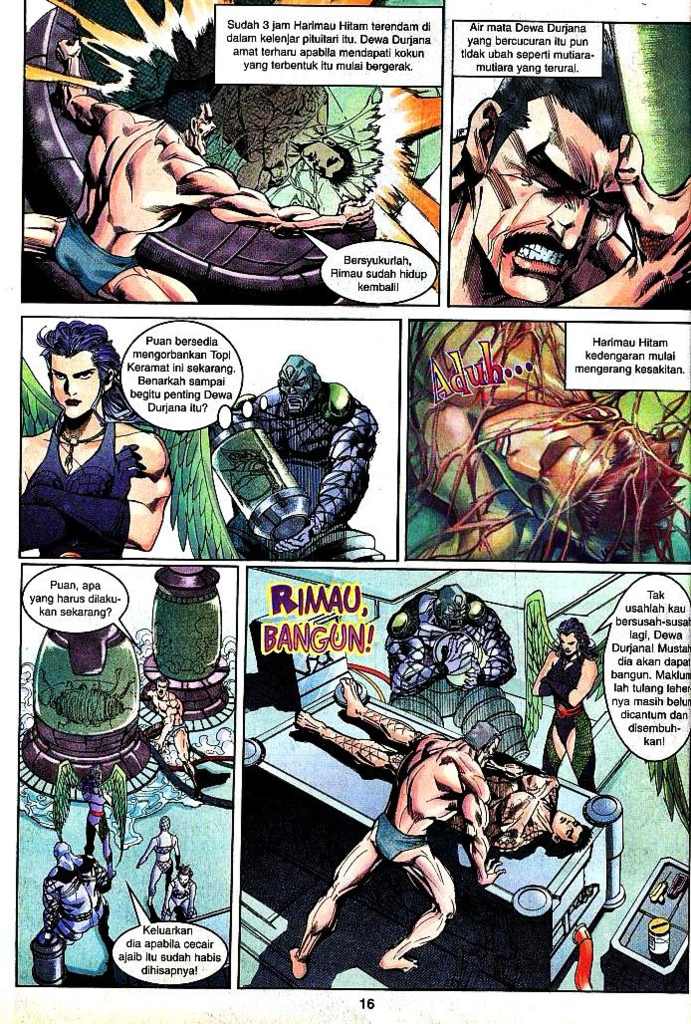 Sudah 3 jam Harimau Hitam terendam di
dalam kelenjar pituitari itu. Dewa Durjana
amat terharu apabila mendapati kokun
yang terbentuk itu mulai bergerak.
Bersyukurlah,
Rimau sudah hidup
kembali!
Air mata Dewa Durjana
yang bercucuran itu pun
tidak ubah seperti mutiara-
mutiara yang terurai.
Puan bersedia
mengorbankan Topi
Keramat ini sekarang.
Benarkah sampai
begitu penting Dewa
Durjana itu?
Aduh...
Harimau Hitam
kedengaran mulai
mengerang kesakitan.
Puan, apa
yang harus dilaku-
kan sekarang?
Keluarkan
dia apabila cecair
ajaib itu sudah habis
dihisapnya!
RIMAU,
BANGUN!
Tak
usahlah kau
bersusah-susa
lagi, Dewa
Durjana! Musta
dia akan dapa
bangun. Maklum
lah tulang lehe
nya masih belum
dicantum dan
disembuh-
kan!
16